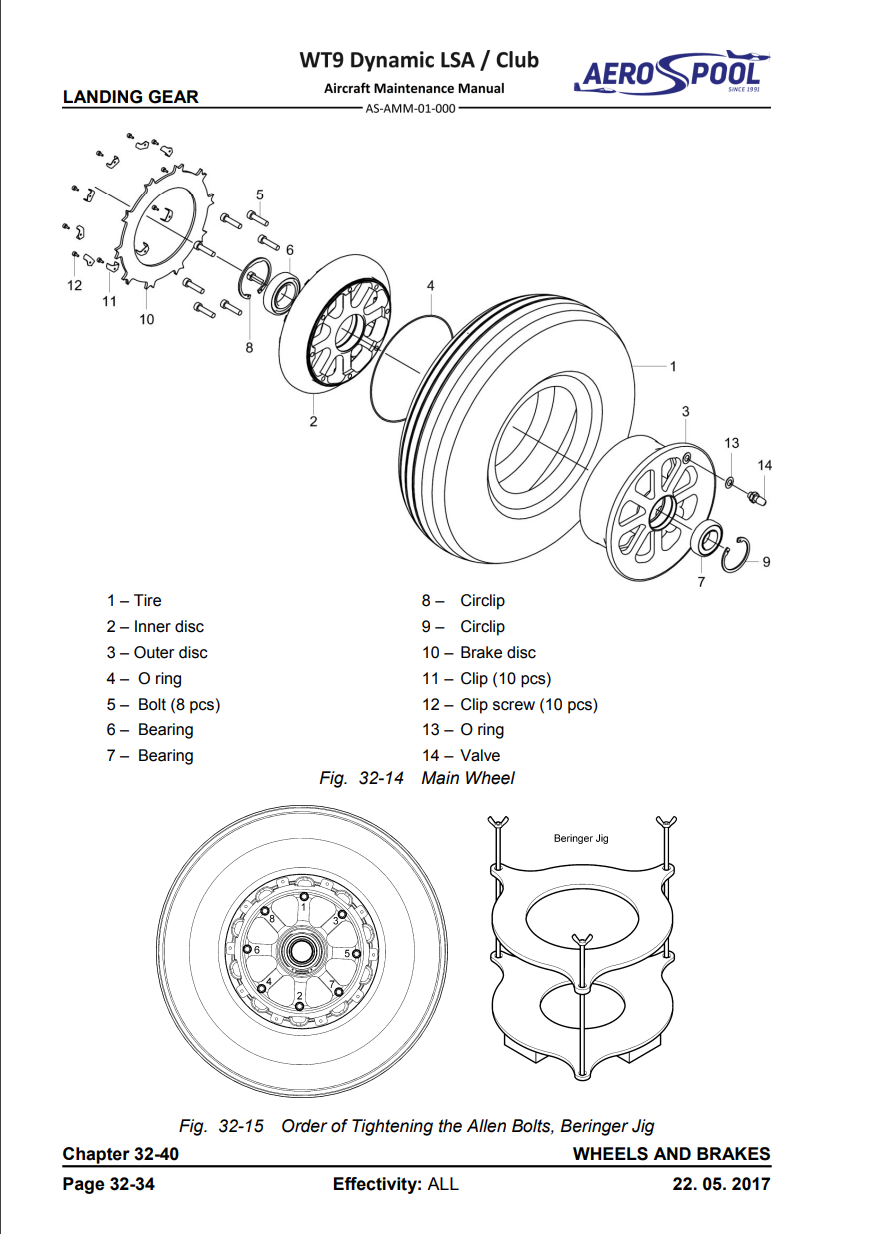 WT9 Dynamic LSA / Club
AEROSPOOL
SINCE 1991
Aircraft Maintenance Manual
LANDING GEAR
AS-AMM-01-000
5
6
12
11
10
8
4
2
1
3
13
14
9
7
1 – Tire
2 – Inner disc
3 – Outer disc
4 – O ring
5 – Bolt (8 pcs)
6 – Bearing
7 – Bearing
8 – Circlip
9 – Circlip
10 – Brake disc
11 – Clip (10 pcs)
12 – Clip screw (10 pcs)
13 – O ring
14 – Valve
Fig. 32-14 Main Wheel
Beringer Jig
1
8
3
6
5
4
7
2
Fig. 32-15 Order of Tightening the Allen Bolts, Beringer Jig
Chapter 32-40 WHEELS AND BRAKES
Page 32-34 Effectivity: ALL 22. 05. 2017